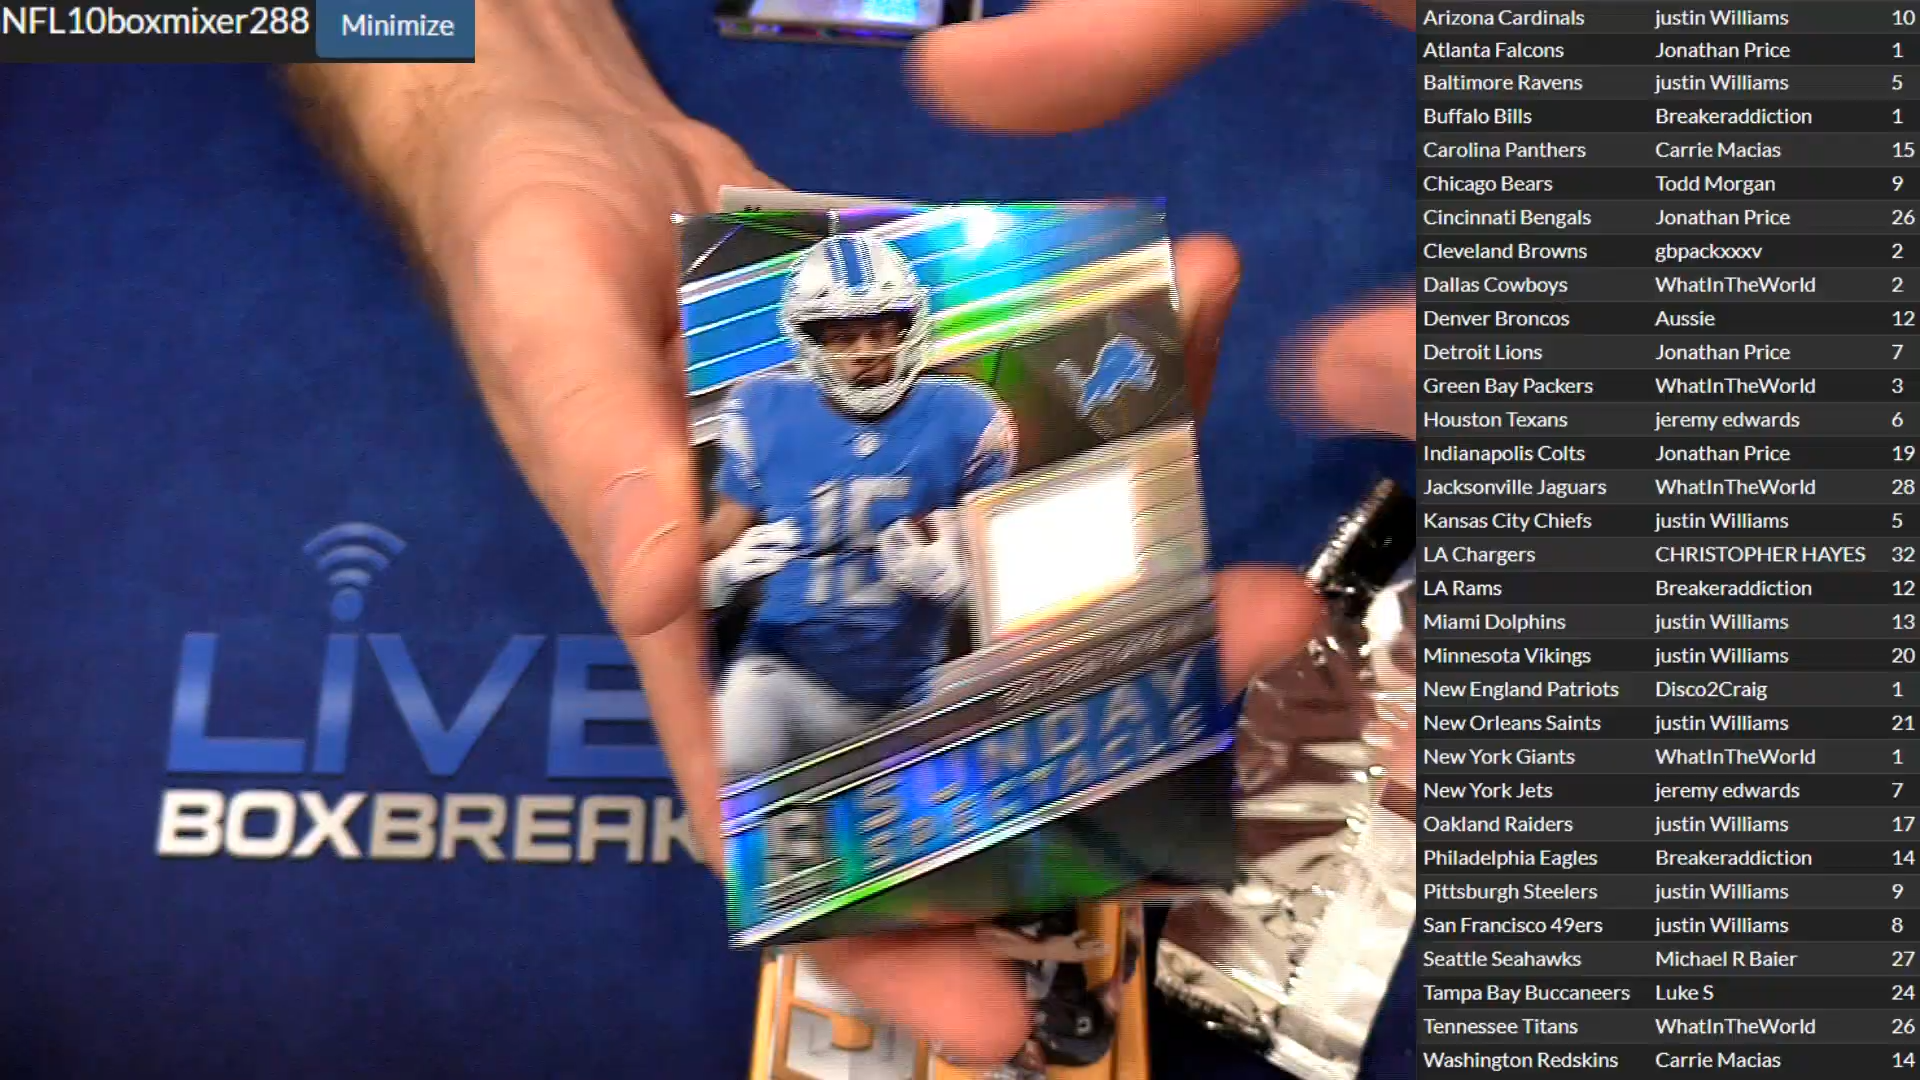 NFL10boxmixer288 Minimize
LIVE
BOXBREAK
SUNDAY
SPECTACLE
Arizona Cardinals justin Williams 10
Atlanta Falcons Jonathan Price 1
Baltimore Ravens justin Williams 5
Buffalo Bills Breakeraddiction 1
Carolina Panthers Carrie Macias 15
Chicago Bears Todd Morgan 9
Cincinnati Bengals Jonathan Price 26
Cleveland Browns gbpackxxxv 2
Dallas Cowboys WhatInTheWorld 2
Denver Broncos Aussie 12
Detroit Lions Jonathan Price 7
Green Bay Packers WhatInTheWorld 3
Houston Texans jeremy edwards 6
Indianapolis Colts Jonathan Price 19
Jacksonville Jaguars WhatInTheWorld 28
Kansas City Chiefs justin Williams 5
LA Chargers CHRISTOPHER HAYES 32
LA Rams Breakeraddiction 12
Miami Dolphins justin Williams 13
Minnesota Vikings justin Williams 20
New England Patriots Disco2Craig 1
New Orleans Saints justin Williams 21
New York Giants WhatInTheWorld 1
New York Jets jeremy edwards 7
Oakland Raiders justin Williams 17
Philadelphia Eagles Breakeraddiction 14
Pittsburgh Steelers justin Williams 9
San Francisco 49ers justin Williams 8
Seattle Seahawks Michael R Baier 27
Tampa Bay Buccaneers Luke S 24
Tennessee Titans WhatInTheWorld 26
Washington Redskins Carrie Macias 14